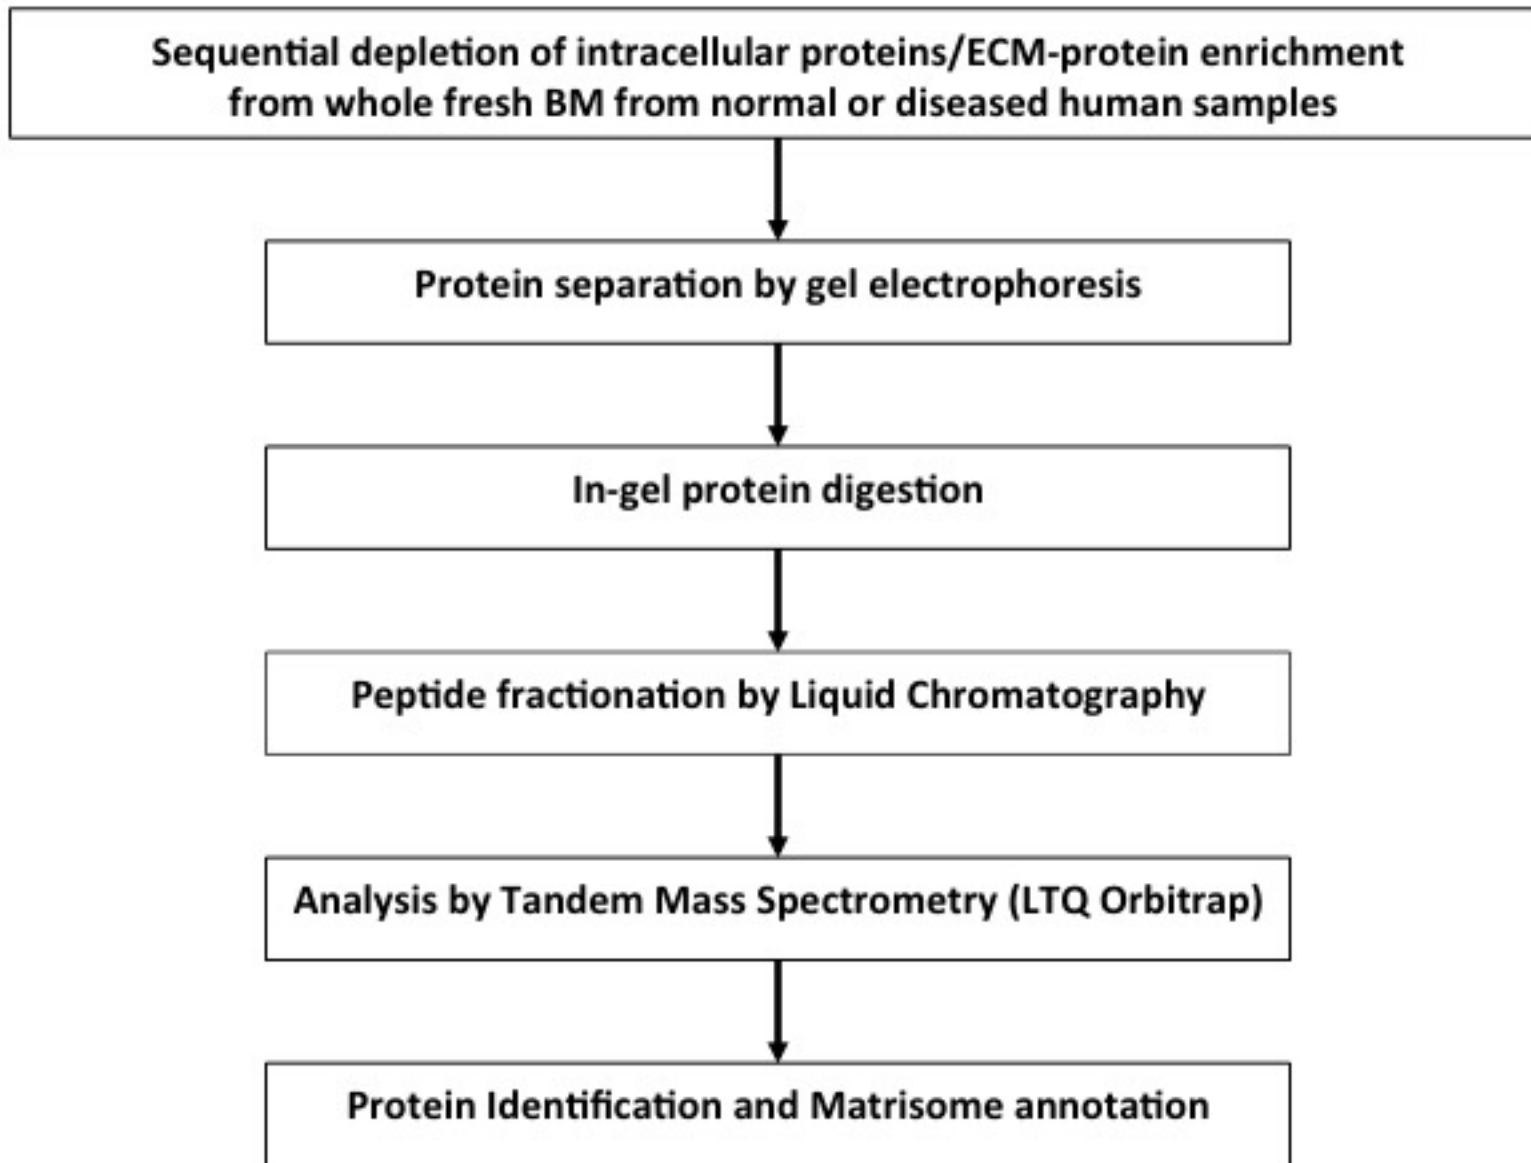 Sequential depletion of intracellular proteins/ECM-protein enrichment
from whole fresh BM from normal or diseased human samples
Protein separation by gel electrophoresis
In-gel protein digestion
Peptide fractionation by Liquid Chromatography
Analysis by Tandem Mass Spectrometry (LTQ Orbitrap)
Protein Identification and Matrisome annotation